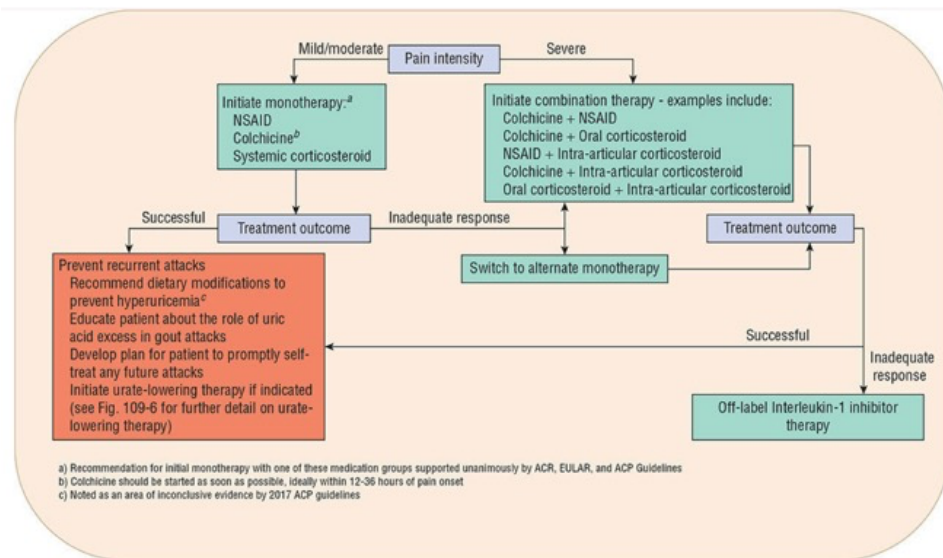 Mild/moderate
Pain intensity
Severe
Initiate monotherapy:a
NSAID
Colchicineb
Systemic corticosteroid
Initiate combination therapy - examples include:
Colchicine + NSAID
Colchicine + Oral corticosteroid
NSAID + Intra-articular corticosteroid
Colchicine + Intra-articular corticosteroid
Oral corticosteroid + Intra-articular corticosteroid
Successful
Treatment outcome
Inadequate response
Treatment outcome
Switch to alternate monotherapy
Prevent recurrent attacks
Recommend dietary modifications to
prevent hyperuricemiac
Educate patient about the role of uric
acid excess in gout attacks
Develop plan for patient to promptly self-
treat any future attacks
Initiate urate-lowering therapy if indicated
(see Fig. 109-6 for further detail on urate-
lowering therapy)
Successful
Inadequate
response
Off-label Interleukin-1 inhibitor
therapy
a) Recommendation for initial monotherapy with one of these medication groups supported unanimously by ACR, EULAR, and ACP Guidelines
b) Colchicine should be started as soon as possible, ideally within 12-36 hours of pain onset
c) Noted as an area of inconclusive evidence by 2017 ACP guidelines